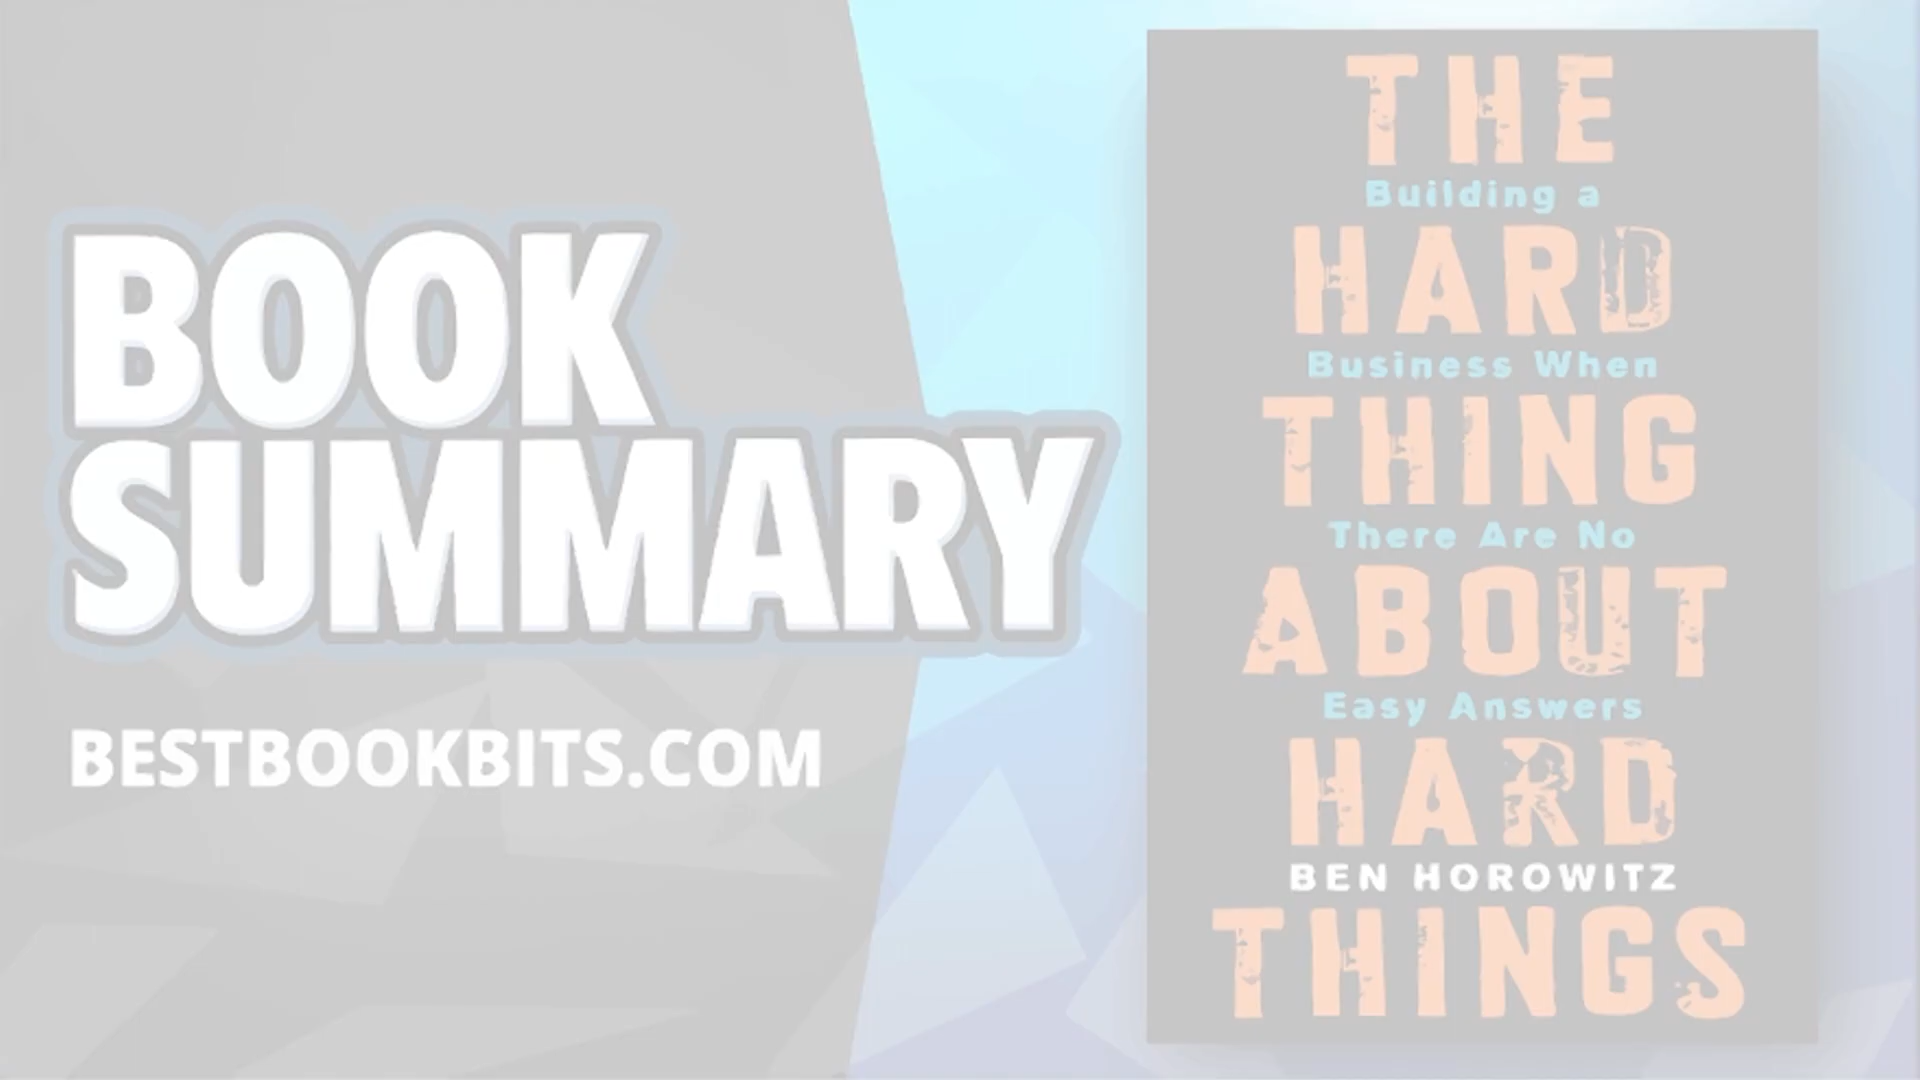 BOOK
SUMMARY
BESTBOOKBITS.COM
THE
Building a
HARD
Business When
THING
There Are No
ABOUT
Easy Answers
HARD
BEN HOROWITZ
THINGS